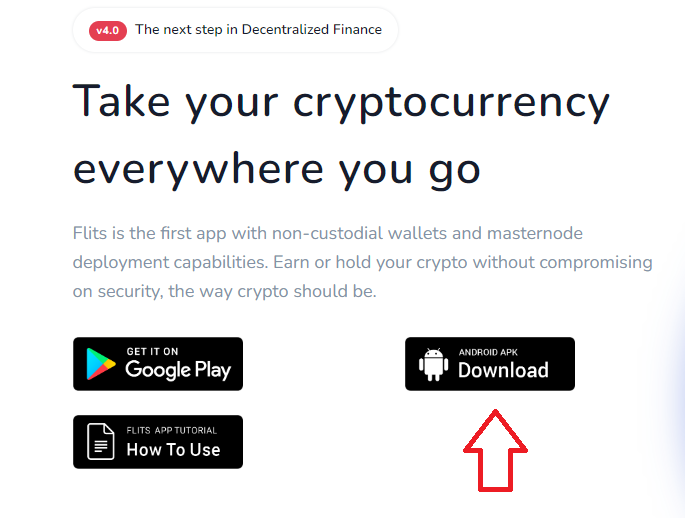 v4.0 The next step in Decentralized Finance
Take your cryptocurrency
everywhere you go
Flits is the first app with non-custodial wallets and masternode
deployment capabilities. Earn or hold your crypto without compromising
on security, the way crypto should be.
GET IT ON
Google Play
ANDROID APK
Download
FLITS APP TUTORIAL
How To Use